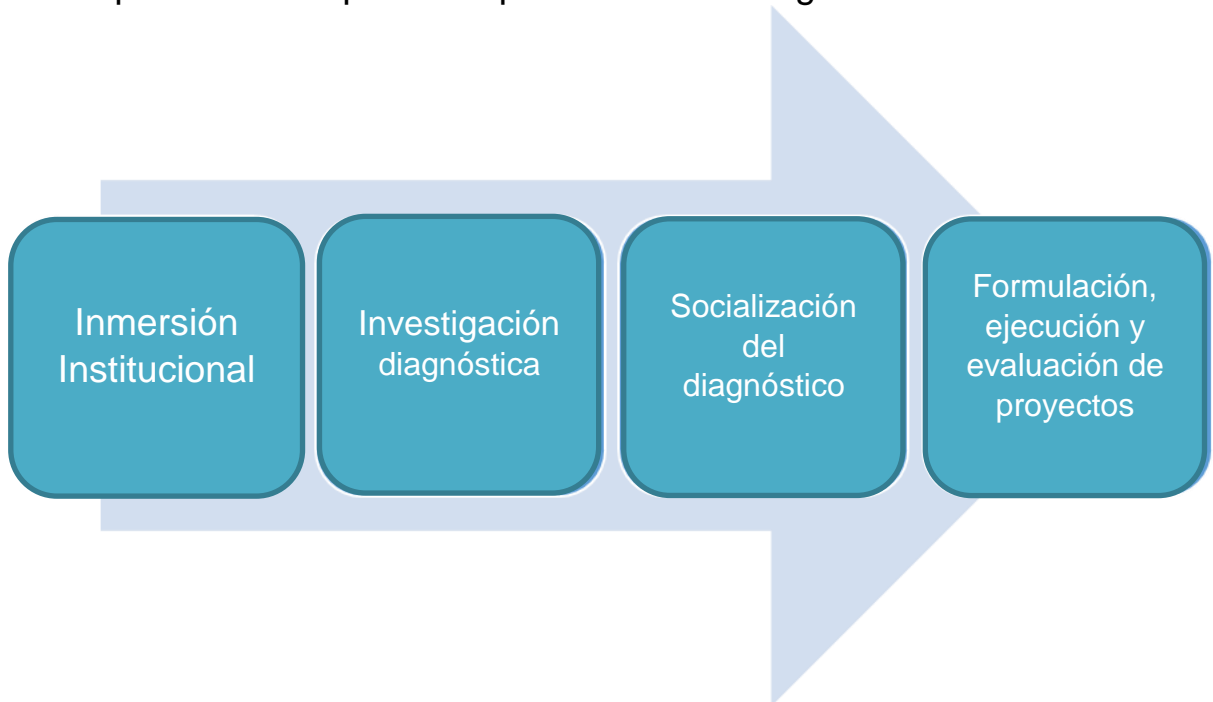 Inmersión
Institucional
Investigación
diagnóstica
Socialización
del
diagnóstico
Formulación,
ejecución y
evaluación de
proyectos